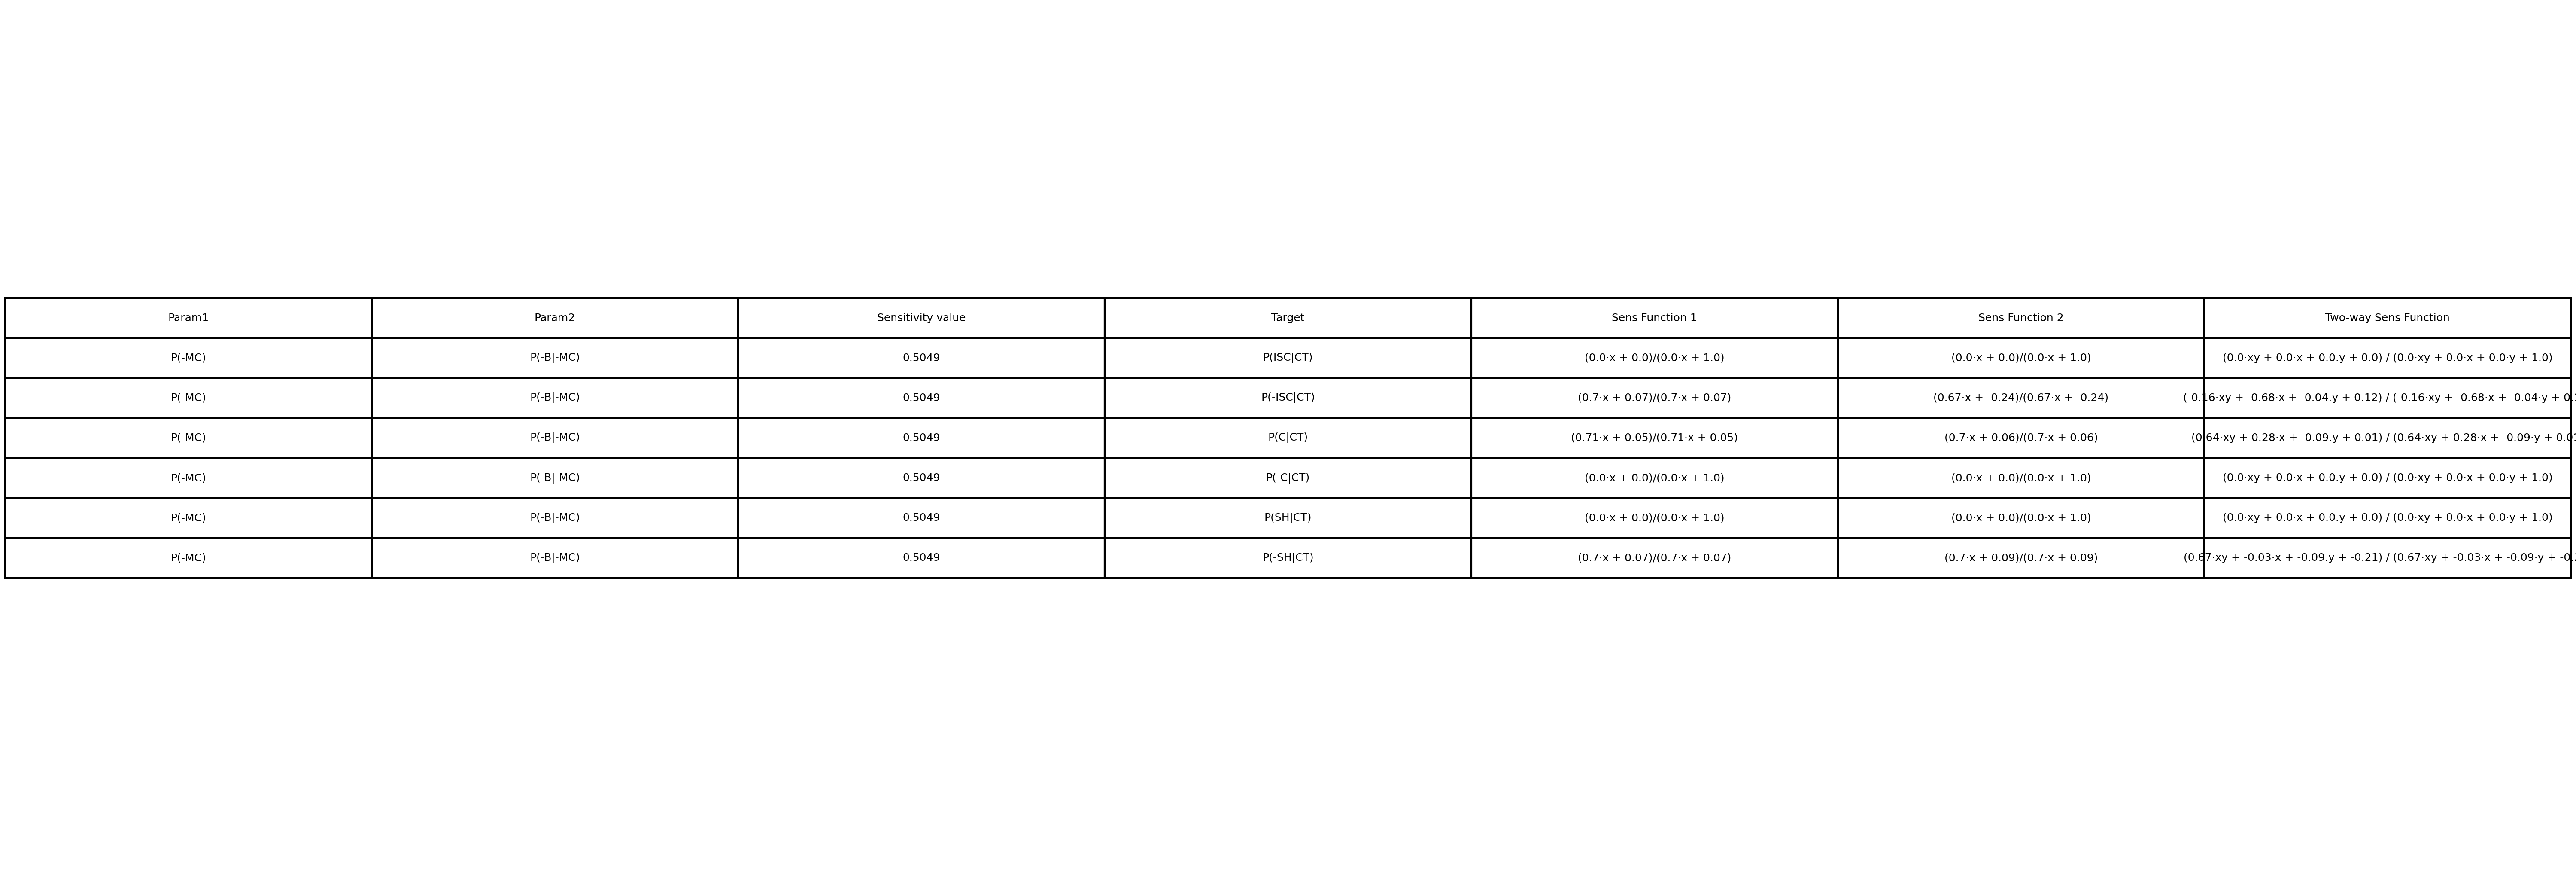 Param1 Param2 Sensitivity value Target Sens Function 1 Sens Function 2 Two-way Sens Function
P(-MC) P(-B|-MC) 0.5049 P(ISC|CT) (0.0·x + 0.0)/(0.0·x + 1.0) (0.0·x + 0.0)/(0.0·x + 1.0) (0.0·xy + 0.0·x + 0.0.y + 0.0) / (0.0·xy + 0.0·x + 0.0·y + 1.0)
P(-MC) P(-B|-MC) 0.5049 P(-ISC|CT) (0.7·x + 0.07)/(0.7·x + 0.07) (0.67·x + -0.24)/(0.67·x + -0.24) (-0.16·xy + -0.68·x + -0.04.y + 0.12) / (-0.16·xy + -0.68·x + -0.04·y +
P(-MC) P(-B|-MC) 0.5049 P(C|CT) (0.71·x + 0.05)/(0.71·x + 0.05) (0.7·x + 0.06)/(0.7·x + 0.06) (0.64·xy + 0.28·x + -0.09.y + 0.01) / (0.64·xy + 0.28·x + -0.09·y + 0.01
P(-MC) P(-B|-MC) 0.5049 P(-C|CT) (0.0·x + 0.0)/(0.0·x + 1.0) (0.0·x + 0.0)/(0.0·x + 1.0) (0.0·xy + 0.0·x + 0.0.y + 0.0) / (0.0·xy + 0.0·x + 0.0·y + 1.0)
P(-MC) P(-B|-MC) 0.5049 P(SH|CT) (0.0·x + 0.0)/(0.0·x + 1.0) (0.0·x + 0.0)/(0.0·x + 1.0) (0.0·xy + 0.0·x + 0.0.y + 0.0) / (0.0·xy + 0.0·x + 0.0·y + 1.0)
P(-MC) P(-B|-MC) 0.5049 P(-SH|CT) (0.7·x + 0.07)/(0.7·x + 0.07) (0.7·x + 0.09)/(0.7·x + 0.09) (0.67·xy + -0.03·x + -0.09.y + -0.21) / (0.67·xy + -0.03·x + -0.09·y +